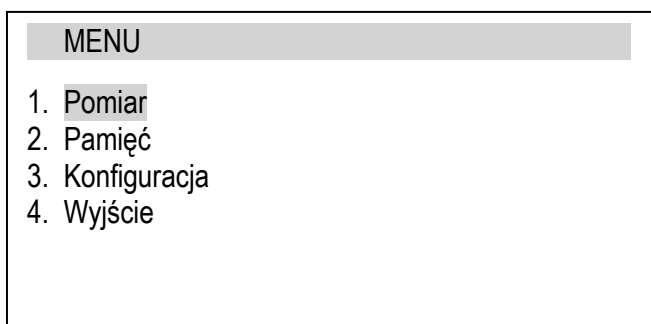 MENU
1. Pomiar
2. Pamięć
3. Konfiguracja
4. Wyjście